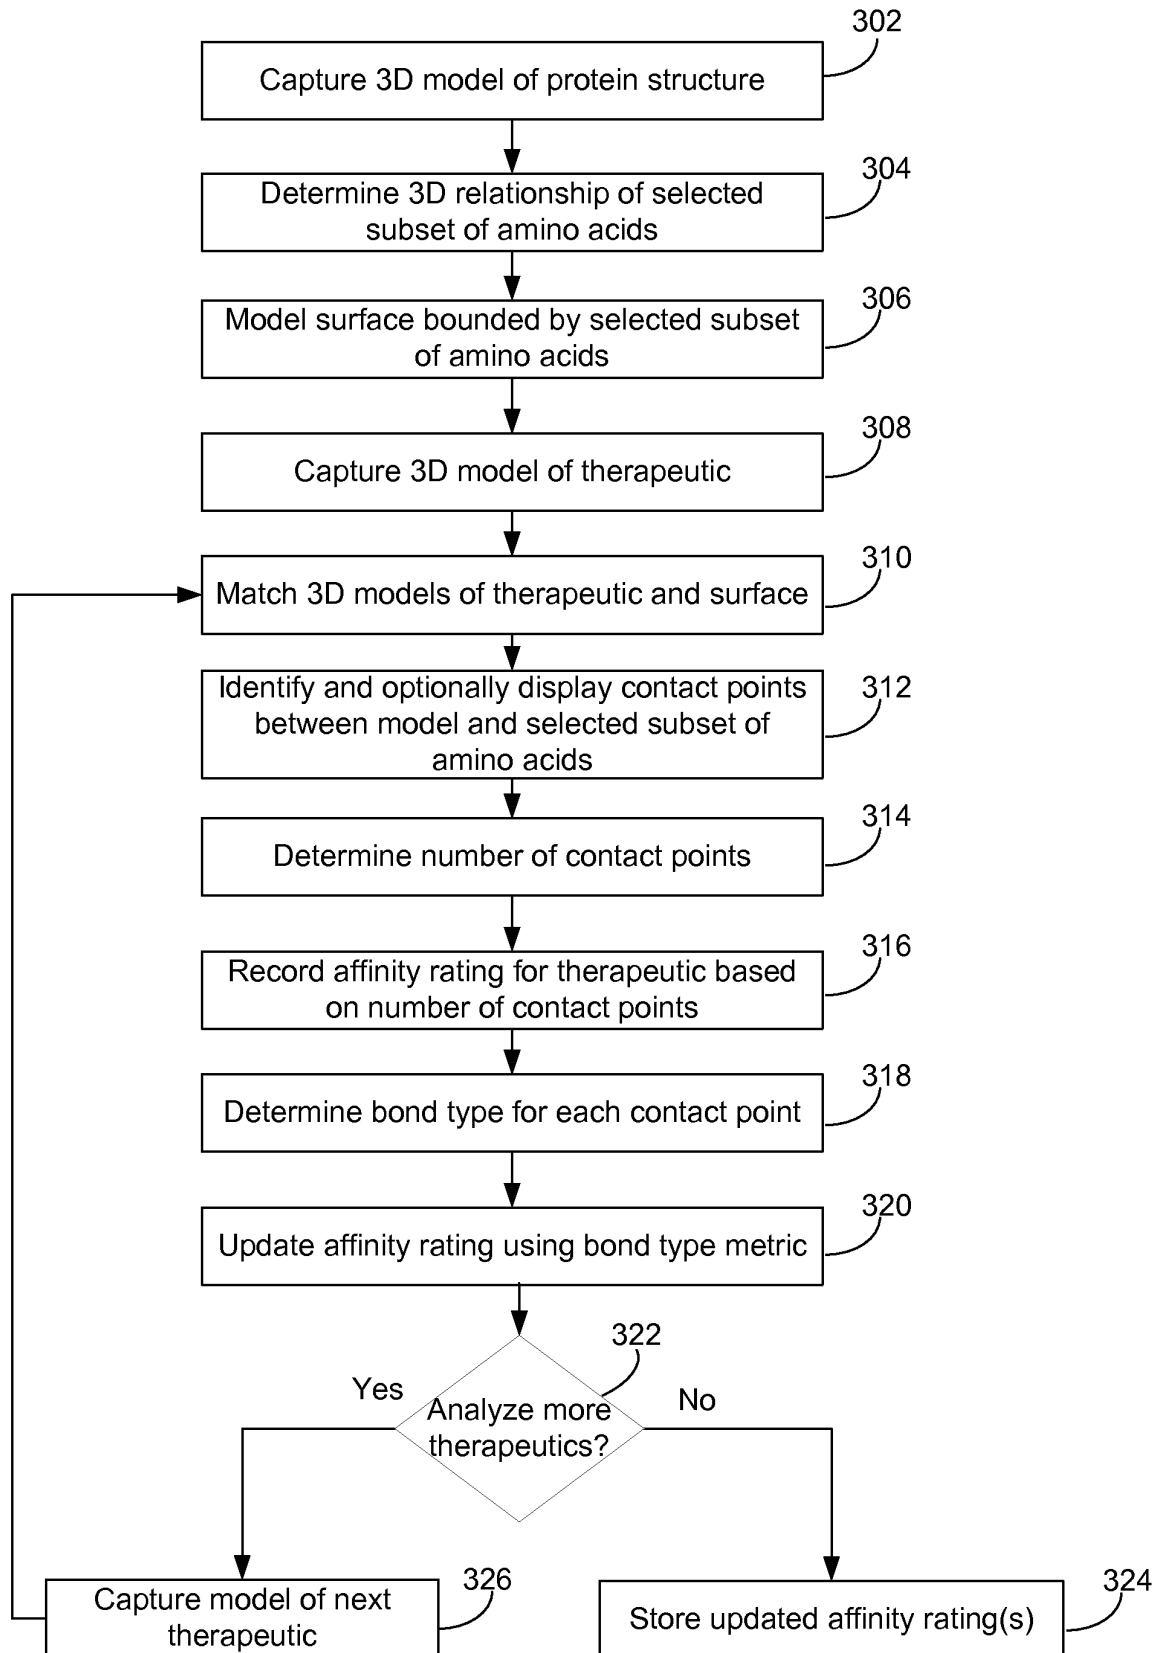 302
Capture 3D model of protein structure
304
Determine 3D relationship of selected
subset of amino acids
306
Model surface bounded by selected subset
of amino acids
308
Capture 3D model of therapeutic
310
Match 3D models of therapeutic and surface
312
Identify and optionally display contact points
between model and selected subset of
amino acids
314
Determine number of contact points
316
Record affinity rating for therapeutic based
on number of contact points
318
Determine bond type for each contact point
320
Update affinity rating using bond type metric
322
Yes
No
Analyze more
therapeutics?
326
Capture model of next
therapeutic
324
Store updated affinity rating(s)